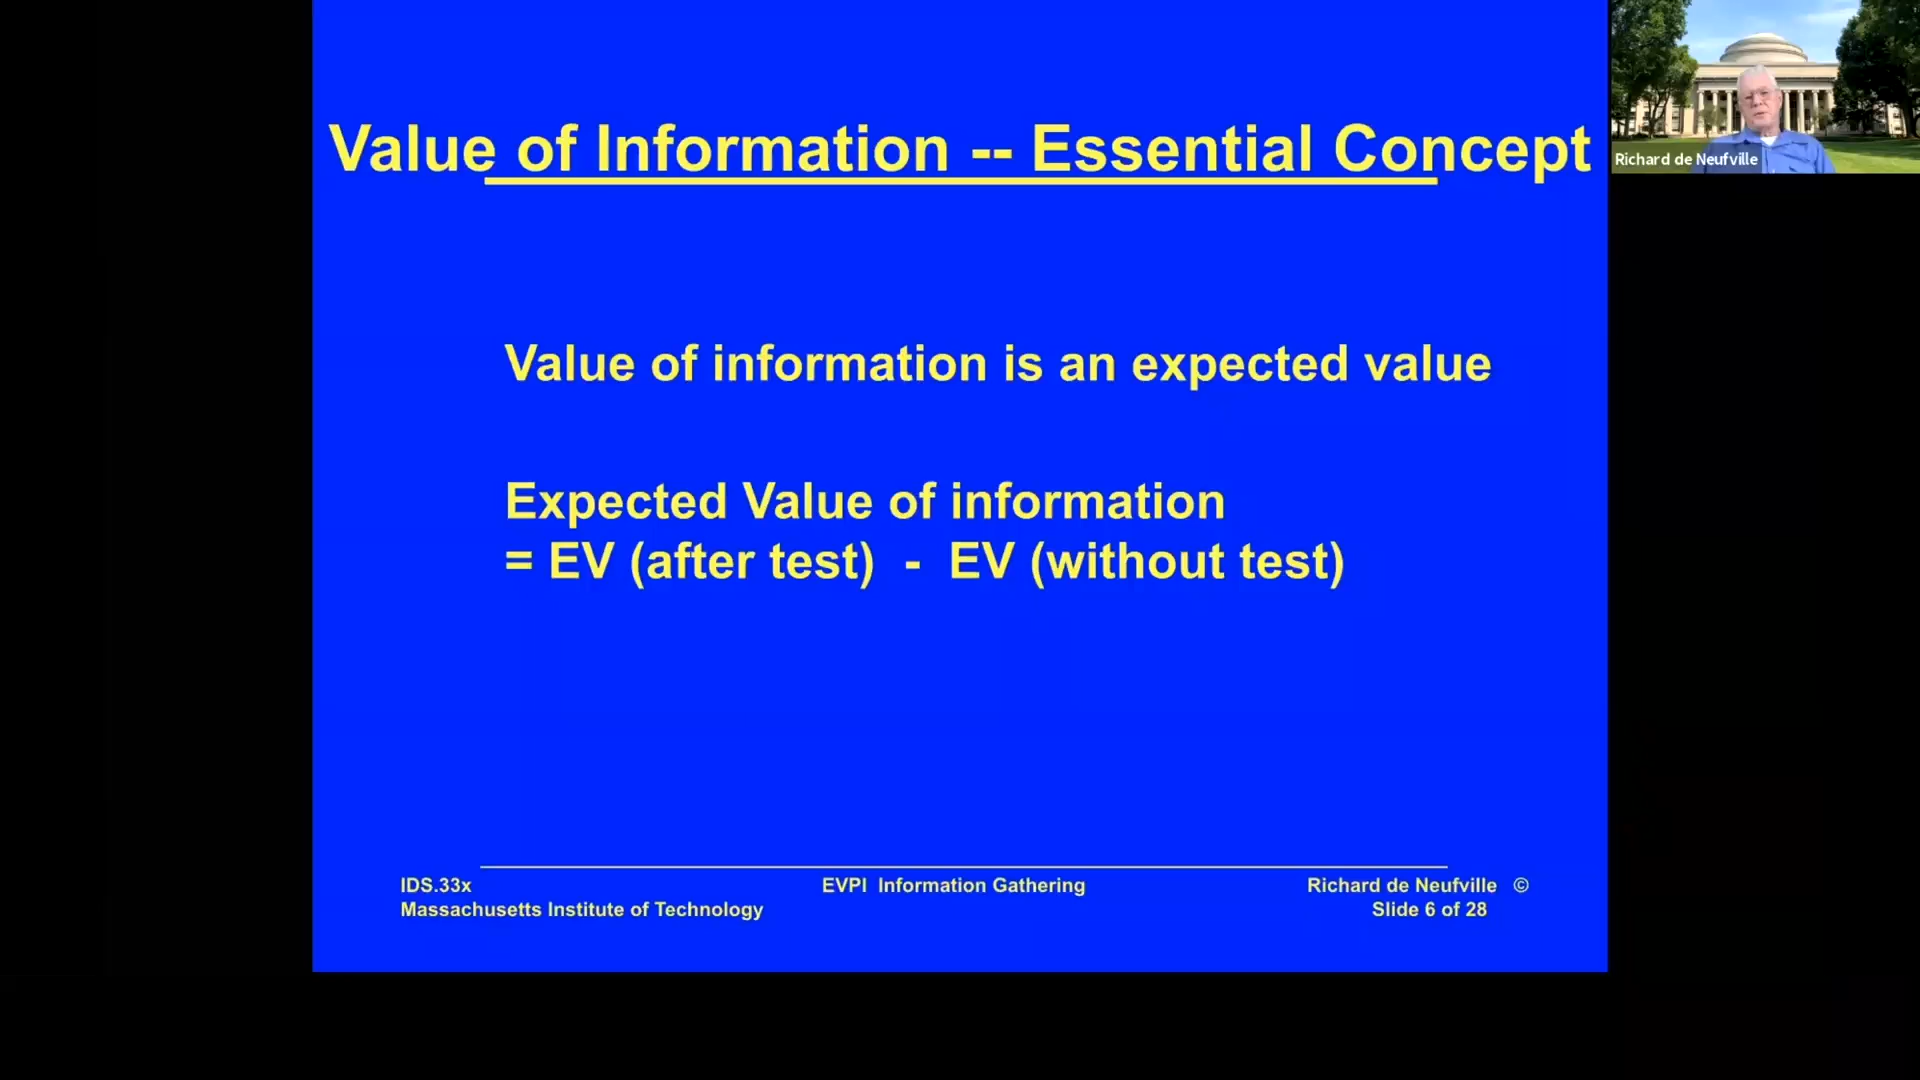 Value of Information -- Essential Concept
Richard de Neufville
Value of information is an expected value
Expected Value of information
= EV (after test) - EV (without test)
IDS.33x
Massachusetts Institute of Technology
EVPI Information Gathering
Richard de Neufville ©
Slide 6 of 28